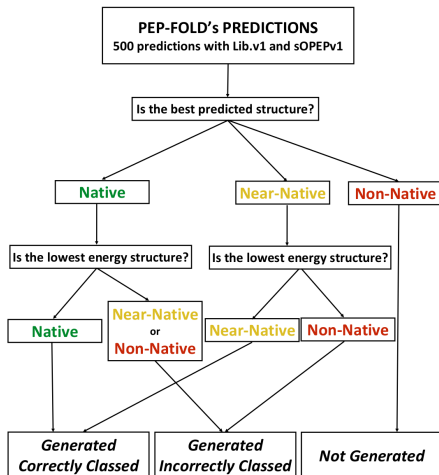 PEP-FOLD's PREDICTIONS
500 predictions with Lib.v1 and sOPEPv1
Is the best predicted structure?
Native
Near-Native
Non-Native
Is the lowest energy structure?
Is the lowest energy structure?
Native
Near-Native
or
Non-Native
Near-Native
Non-Native
Generated
Correctly Classed
Generated
Incorrectly Classed
Not Generated